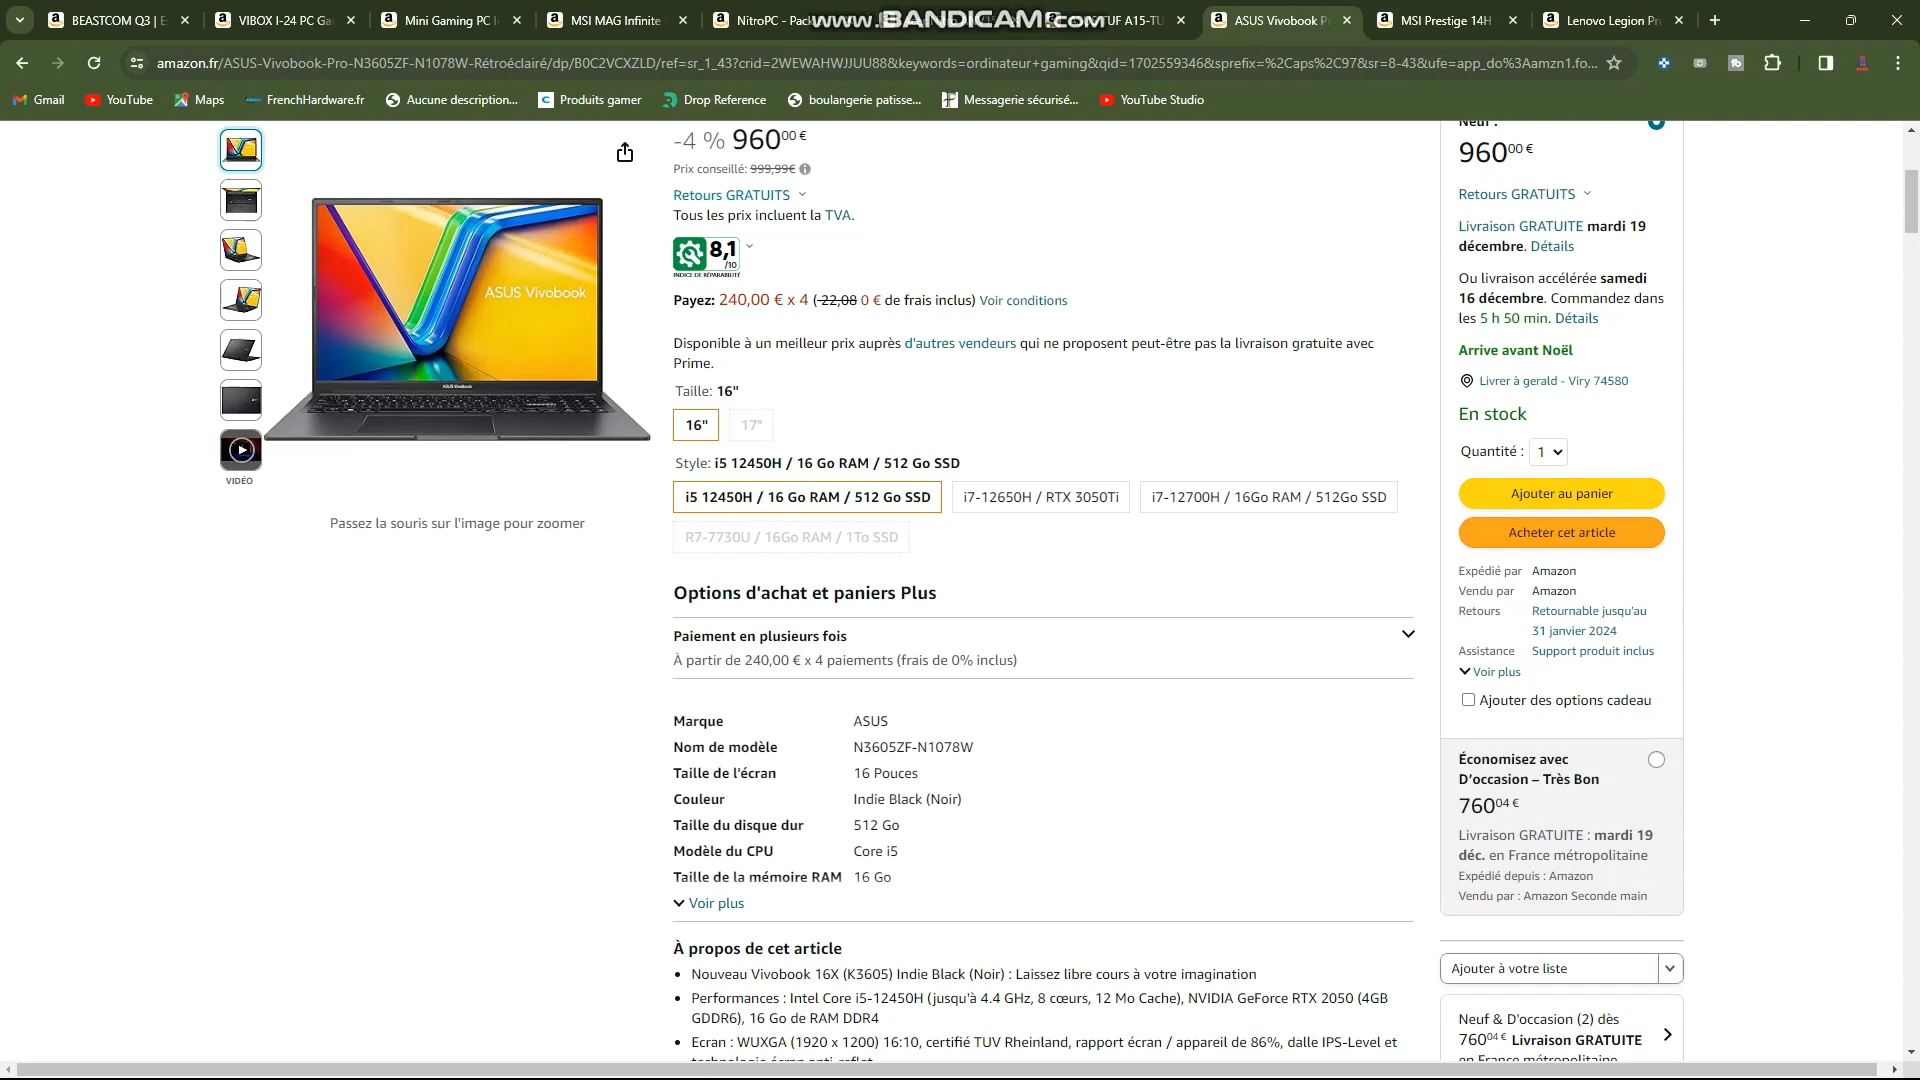 www.BANDICAM.com
BEASTCOM Q3 | E
VIBOX I-24 PC Ga
Mini Gaming PC I
MSI MAG Infinite
NitroPC - Pack
TUF A15-TU
ASUS Vivobook P
MSI Prestige 14H
Lenovo Legion Pr
amazon.fr/ASUS-Vivobook-Pro-N3605ZF-N1078W-Rétroéclairé/dp/B0C2VCXZLD/ref=sr_1_43?crid=2WEWAHWJJUU88&keywords=ordinateur+gaming&qid=1702559346&sprefix=%2Caps%2C97&sr=8-43&ufe=app_do%3Aamzn1.fo...
Gmail
YouTube
Maps
FrenchHardware.fr
Aucune description...
Produits gamer
Drop Reference
boulangerie patisse...
Messagerie sécurisé...
YouTube Studio
-4 % 960,00 €
Prix conseillé: 999,99€
Retours GRATUITS
Tous les prix incluent la TVA.
8,1 /10
INDICE DE RÉPARABILITÉ
Payez: 240,00 € x 4 (-22,08 0 € de frais inclus) Voir conditions
Disponible à un meilleur prix auprès d'autres vendeurs qui ne proposent peut-être pas la livraison gratuite avec
Prime.
Taille: 16"
16"
17"
Style: i5 12450H / 16 Go RAM / 512 Go SSD
i5 12450H / 16 Go RAM / 512 Go SSD
i7-12650H / RTX 3050Ti
i7-12700H / 16Go RAM / 512Go SSD
R7-7730U / 16Go RAM / 1To SSD
ASUS Vivobook
ASUS Vivobook
VIDÉO
Passez la souris sur l'image pour zoomer
Options d'achat et paniers Plus
Paiement en plusieurs fois
À partir de 240,00 € x 4 paiements (frais de 0% inclus)
Marque ASUS
Nom de modèle N3605ZF-N1078W
Taille de l'écran 16 Pouces
Couleur Indie Black (Noir)
Taille du disque dur 512 Go
Modèle du CPU Core i5
Taille de la mémoire RAM 16 Go
Voir plus
À propos de cet article
Nouveau Vivobook 16X (K3605) Indie Black (Noir) : Laissez libre cours à votre imagination
Performances : Intel Core i5-12450H (jusqu'à 4.4 GHz, 8 cœurs, 12 Mo Cache), NVIDIA GeForce RTX 2050 (4GB
GDDR6), 16 Go de RAM DDR4
Ecran : WUXGA (1920 x 1200) 16:10, certifié TUV Rheinland, rapport écran / appareil de 86%, dalle IPS-Level et
technologie écran anti-reflet
Neuf :
960,00 €
Retours GRATUITS
Livraison GRATUITE mardi 19
décembre. Détails
Ou livraison accélérée samedi
16 décembre. Commandez dans
les 5 h 50 min. Détails
Arrive avant Noël
Livrer à gerald - Viry 74580
En stock
Quantité : 1
Ajouter au panier
Acheter cet article
Expédié par Amazon
Vendu par Amazon
Retours Retournable jusqu'au
31 janvier 2024
Assistance Support produit inclus
Voir plus
Ajouter des options cadeau
Économisez avec
D’occasion – Très Bon
760,04 €
Livraison GRATUITE : mardi 19
déc. en France métropolitaine
Expédié depuis : Amazon
Vendu par : Amazon Seconde main
Ajouter à votre liste
Neuf & D'occasion (2) dès
760,04 € Livraison GRATUITE
en France métropolitaine